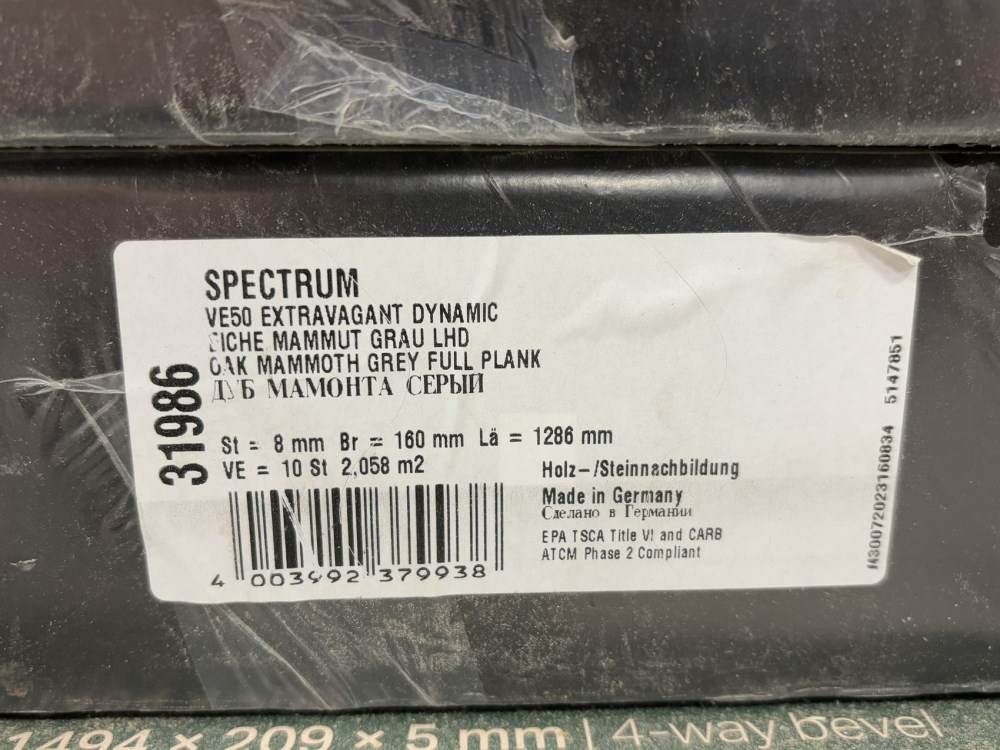 SPECTRUM
VE50 EXTRAVAGANT DYNAMIC
EICHE MAMMUT GRAU LHD
OAK MAMMOTH GREY FULL PLANK
ДУБ МАМОНТА СЕРЫЙ
31986
St = 8 mm Br = 160 mm Lä = 1286 mm
VE = 10 St 2,058 m2
Holz-/Steinnachbildung
Made in Germany
Сделано в Германии
EPA TSCA Title VI and CARB
ATCM Phase 2 Compliant
4 003992 379938
5147851
1494 × 209 × 5 mm | 4-way bevel